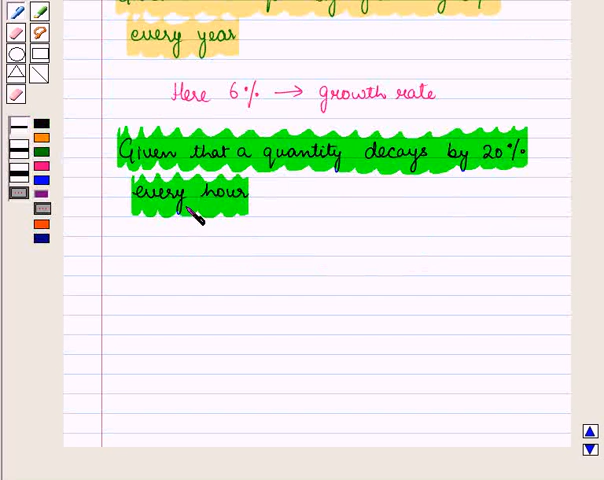 every year
Here 6% → growth rate
Given that a quantity decays by 20%
every hour